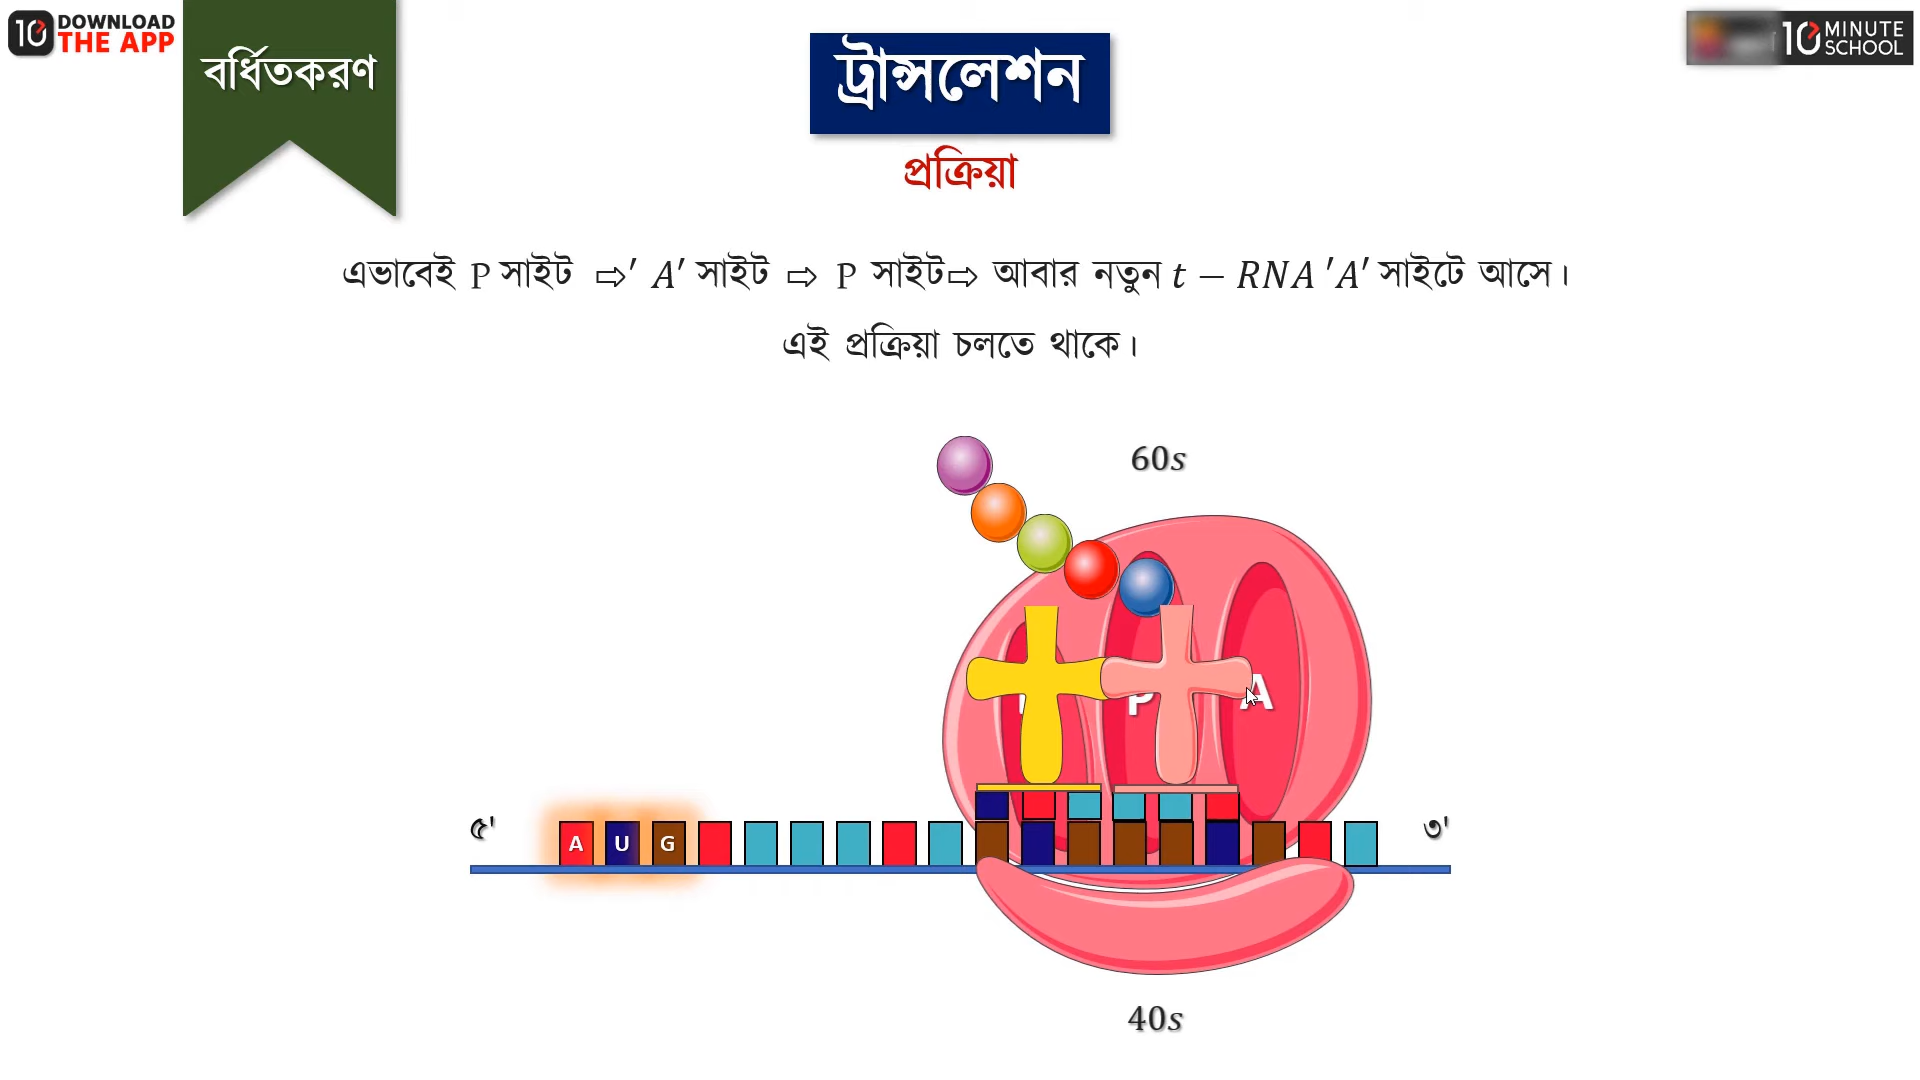 DOWNLOAD
THE APP
বর্ধিতকরণ
ট্রান্সলেশন
10 MINUTE
SCHOOL
প্রক্রিয়া
এভাবেই P সাইট ⇨′ A′ সাইট ⇨ P সাইট⇨ আবার নতুন t − RNA ′A′ সাইটে আসে।
এই প্রক্রিয়া চলতে থাকে।
60s
P A
৫' A U G ৩'
40s